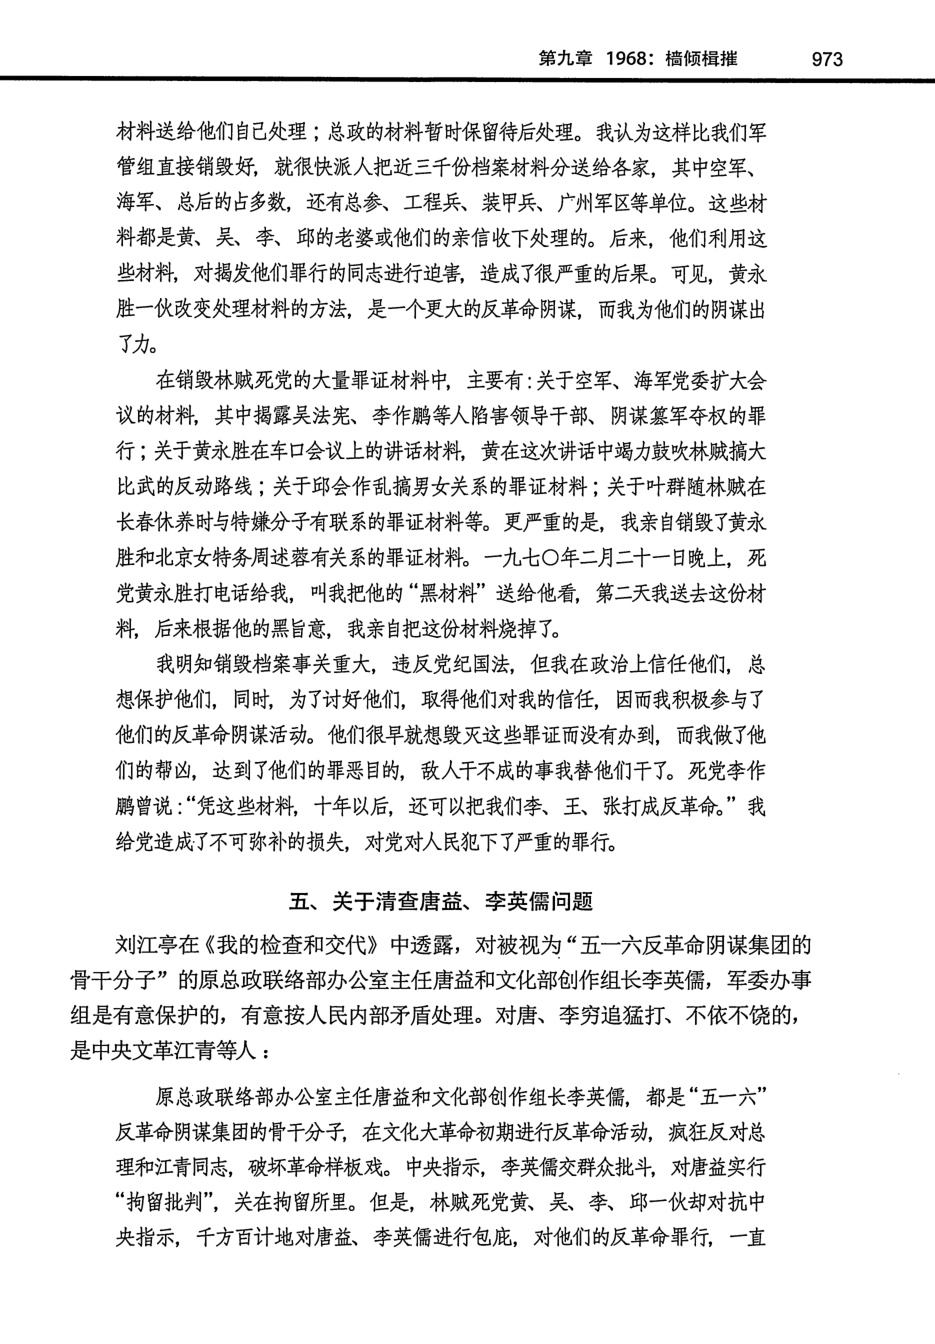 第九章 1968：樯倾楫摧 973
材料送给他们自己处理；总政的材料暂时保留待后处理。我认为这样比我们军
管组直接销毁好，就很快派人把近三千份档案材料分送给各家，其中空军、
海军、总后的占多数，还有总参、工程兵、装甲兵、广州军区等单位。这些材
料都是黄、吴、李、邱的老婆或他们的亲信收下处理的。后来，他们利用这
些材料，对揭发他们罪行的同志进行迫害，造成了很严重的后果。可见，黄永
胜一伙改变处理材料的方法，是一个更大的反革命阴谋，而我为他们的阴谋出
了力。
在销毁林贼死党的大量罪证材料中，主要有：关于空军、海军党委扩大会
议的材料，其中揭露吴法宪、李作鹏等人陷害领导干部、阴谋篡军夺权的罪
行；关于黄永胜在车口会议上的讲话材料，黄在这次讲话中竭力鼓吹林贼搞大
比武的反动路线；关于邱会作乱搞男女关系的罪证材料；关于叶群随林贼在
长春休养时与特嫌分子有联系的罪证材料等。更严重的是，我亲自销毁了黄永
胜和北京女特务周述蓉有关系的罪证材料。一九七〇年二月二十一日晚上，死
党黄永胜打电话给我，叫我把他的“黑材料”送给他看，第二天我送去这份材
料，后来根据他的黑旨意，我亲自把这份材料烧掉了。
我明知销毁档案事关重大，违反党纪国法，但我在政治上信任他们，总
想保护他们，同时，为了讨好他们，取得他们对我的信任，因而我积极参与了
他们的反革命阴谋活动。他们很早就想毁灭这些罪证而没有办到，而我做了他
们的帮凶，达到了他们的罪恶目的，敌人干不成的事我替他们干了。死党李作
鹏曾说：“凭这些材料，十年以后，还可以把我们李、王、张打成反革命。”我
给党造成了不可弥补的损失，对党对人民犯下了严重的罪行。
五、关于清查唐益、李英儒问题
刘江亭在《我的检查和交代》中透露，对被视为“五一六反革命阴谋集团的
骨干分子”的原总政联络部办公室主任唐益和文化部创作组长李英儒，军委办事
组是有意保护的，有意按人民内部矛盾处理。对唐、李穷追猛打、不依不饶的，
是中央文革江青等人：
原总政联络部办公室主任唐益和文化部创作组长李英儒，都是“五一六”
反革命阴谋集团的骨干分子，在文化大革命初期进行反革命活动，疯狂反对总
理和江青同志，破坏革命样板戏。中央指示，李英儒交群众批斗，对唐益实行
“拘留批判”，关在拘留所里。但是，林贼死党黄、吴、李、邱一伙却对抗中
央指示，千方百计地对唐益、李英儒进行包庇，对他们的反革命罪行，一直